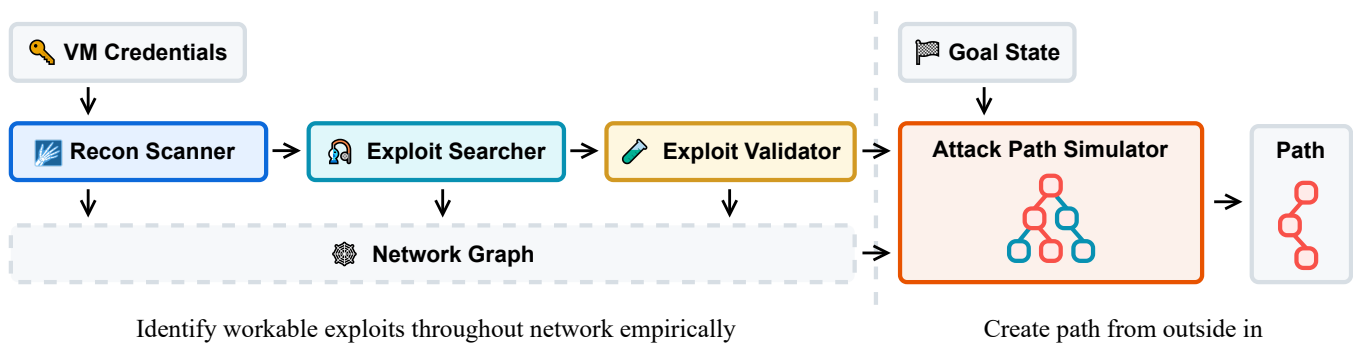 VM Credentials
Goal State
Recon Scanner
Exploit Searcher
Exploit Validator
Attack Path Simulator
Path
Network Graph
Identify workable exploits throughout network empirically
Create path from outside in